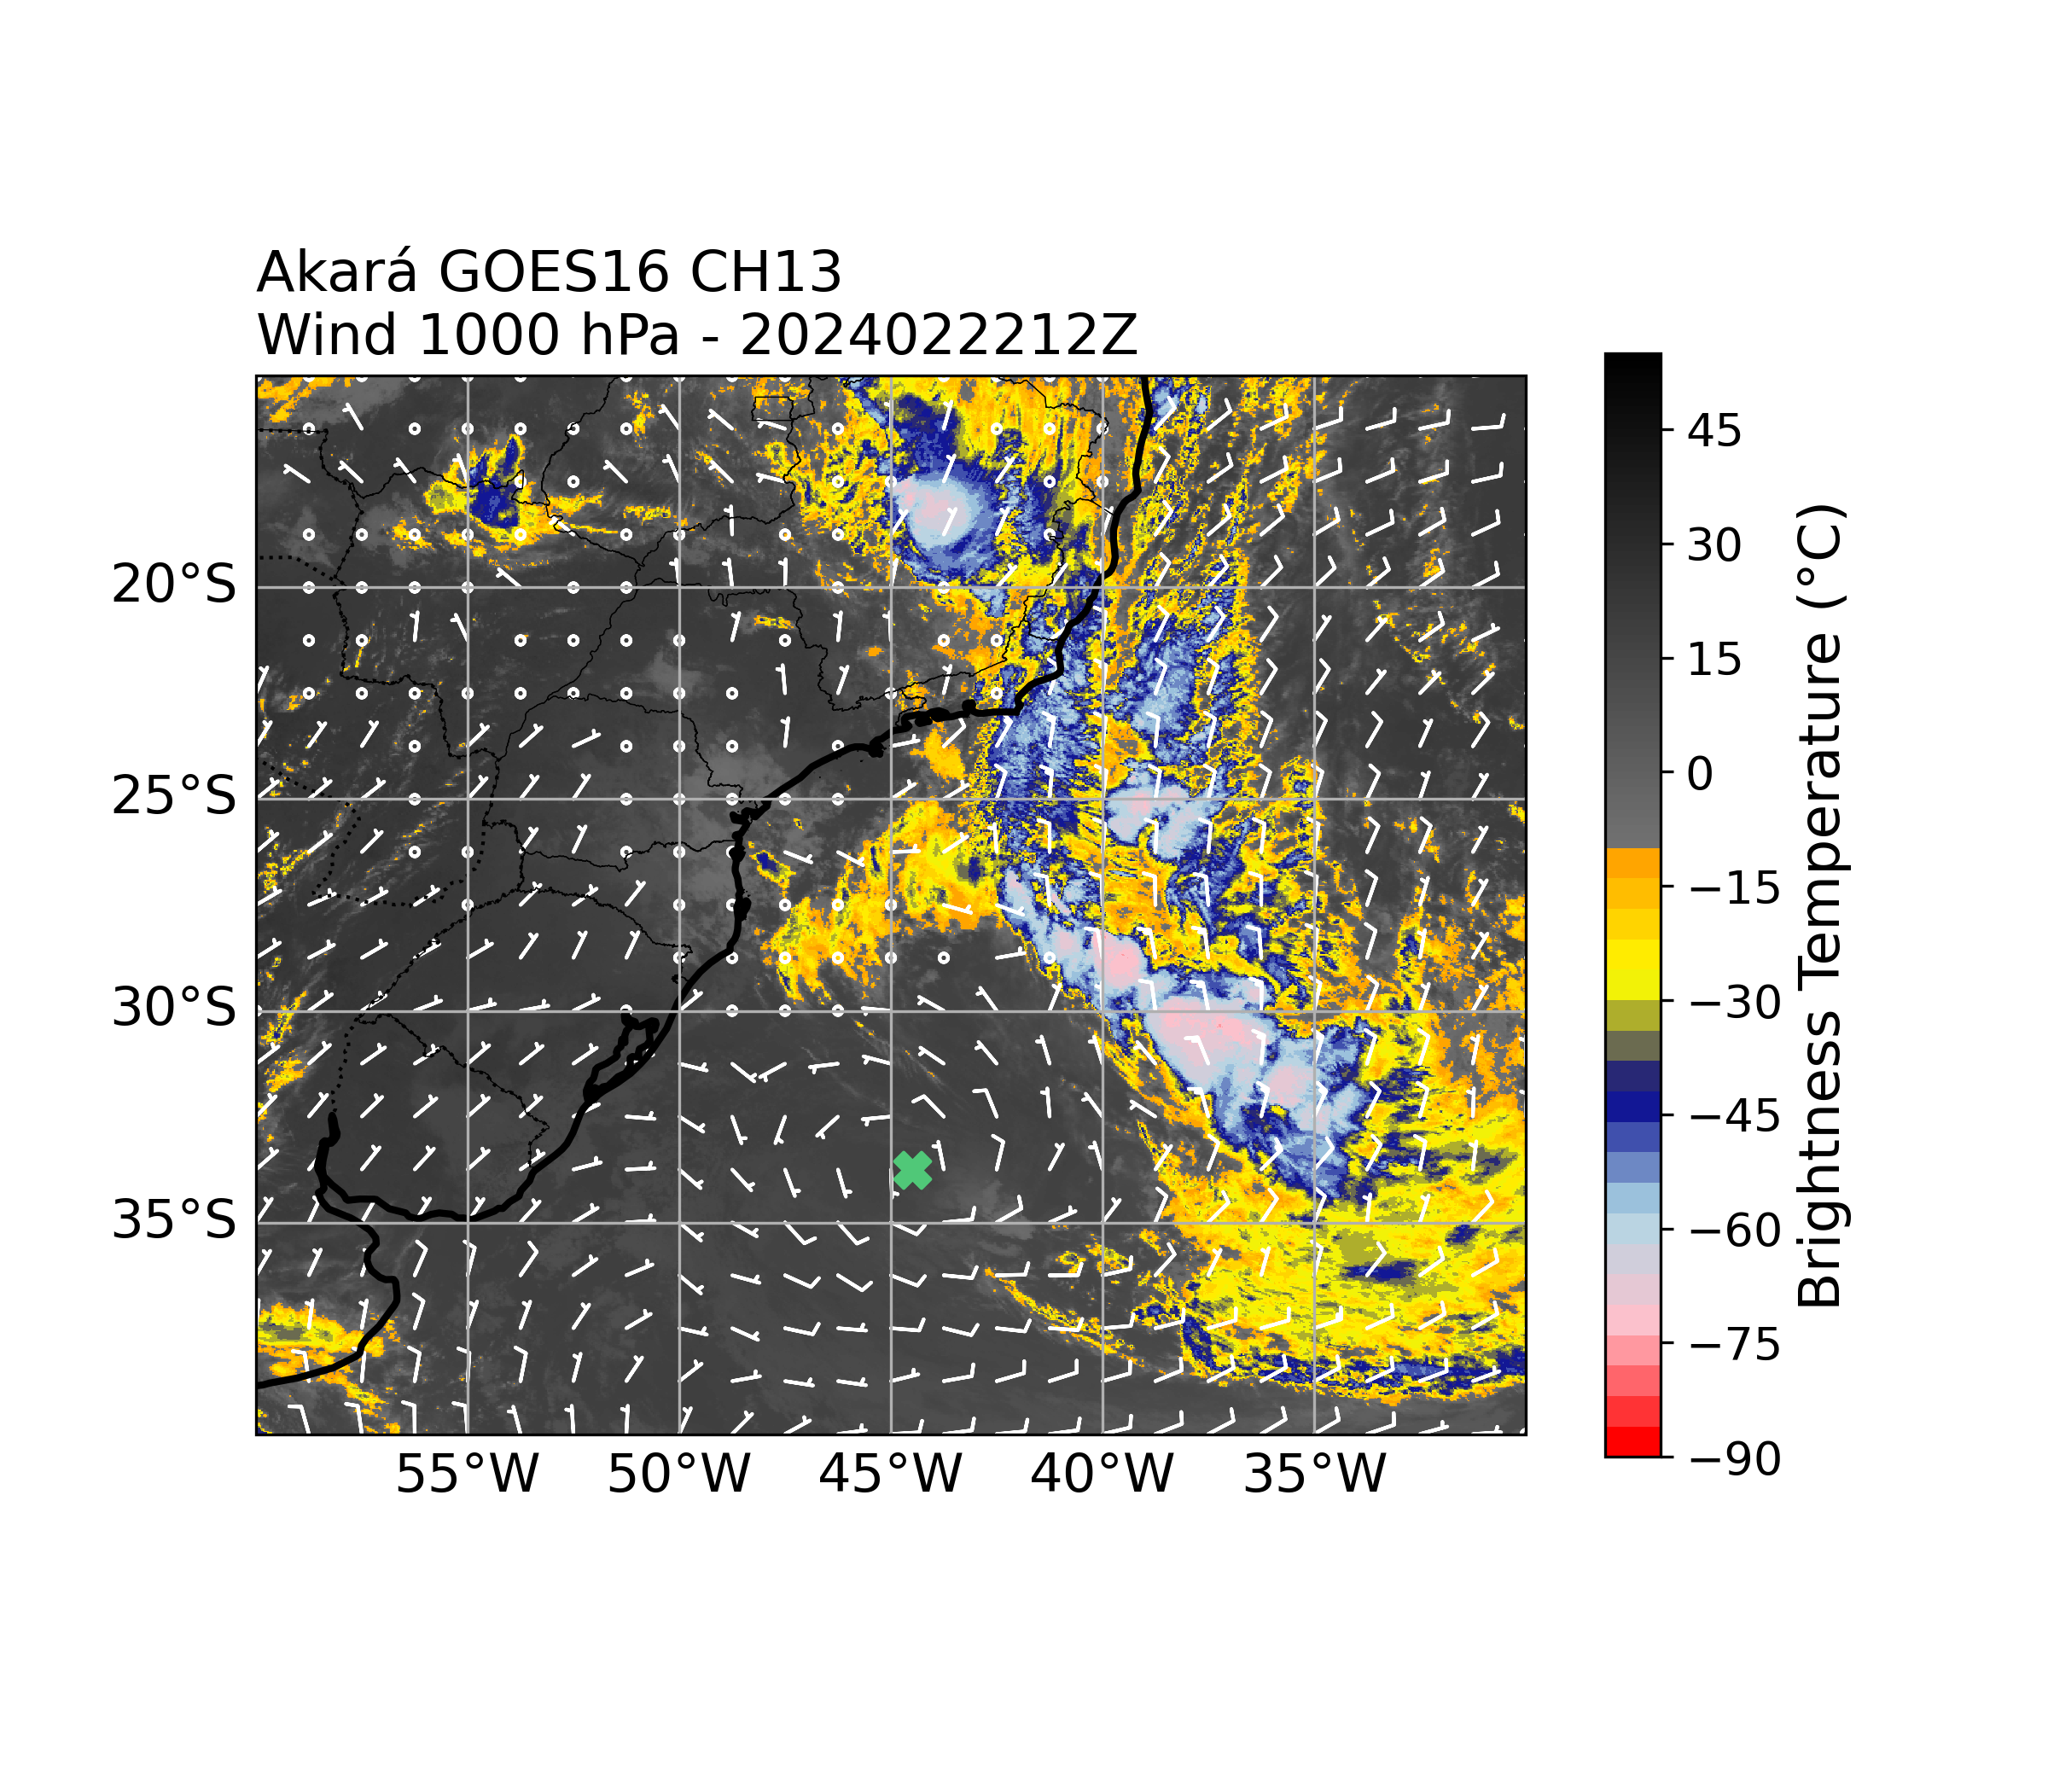 Akará GOES16 CH13
Wind 1000 hPa - 2024022212Z
20°S
25°S
30°S
35°S
55°W
50°W
45°W
40°W
35°W
45
30
15
0
−15
−30
−45
−60
−75
−90
Brightness Temperature (°C)